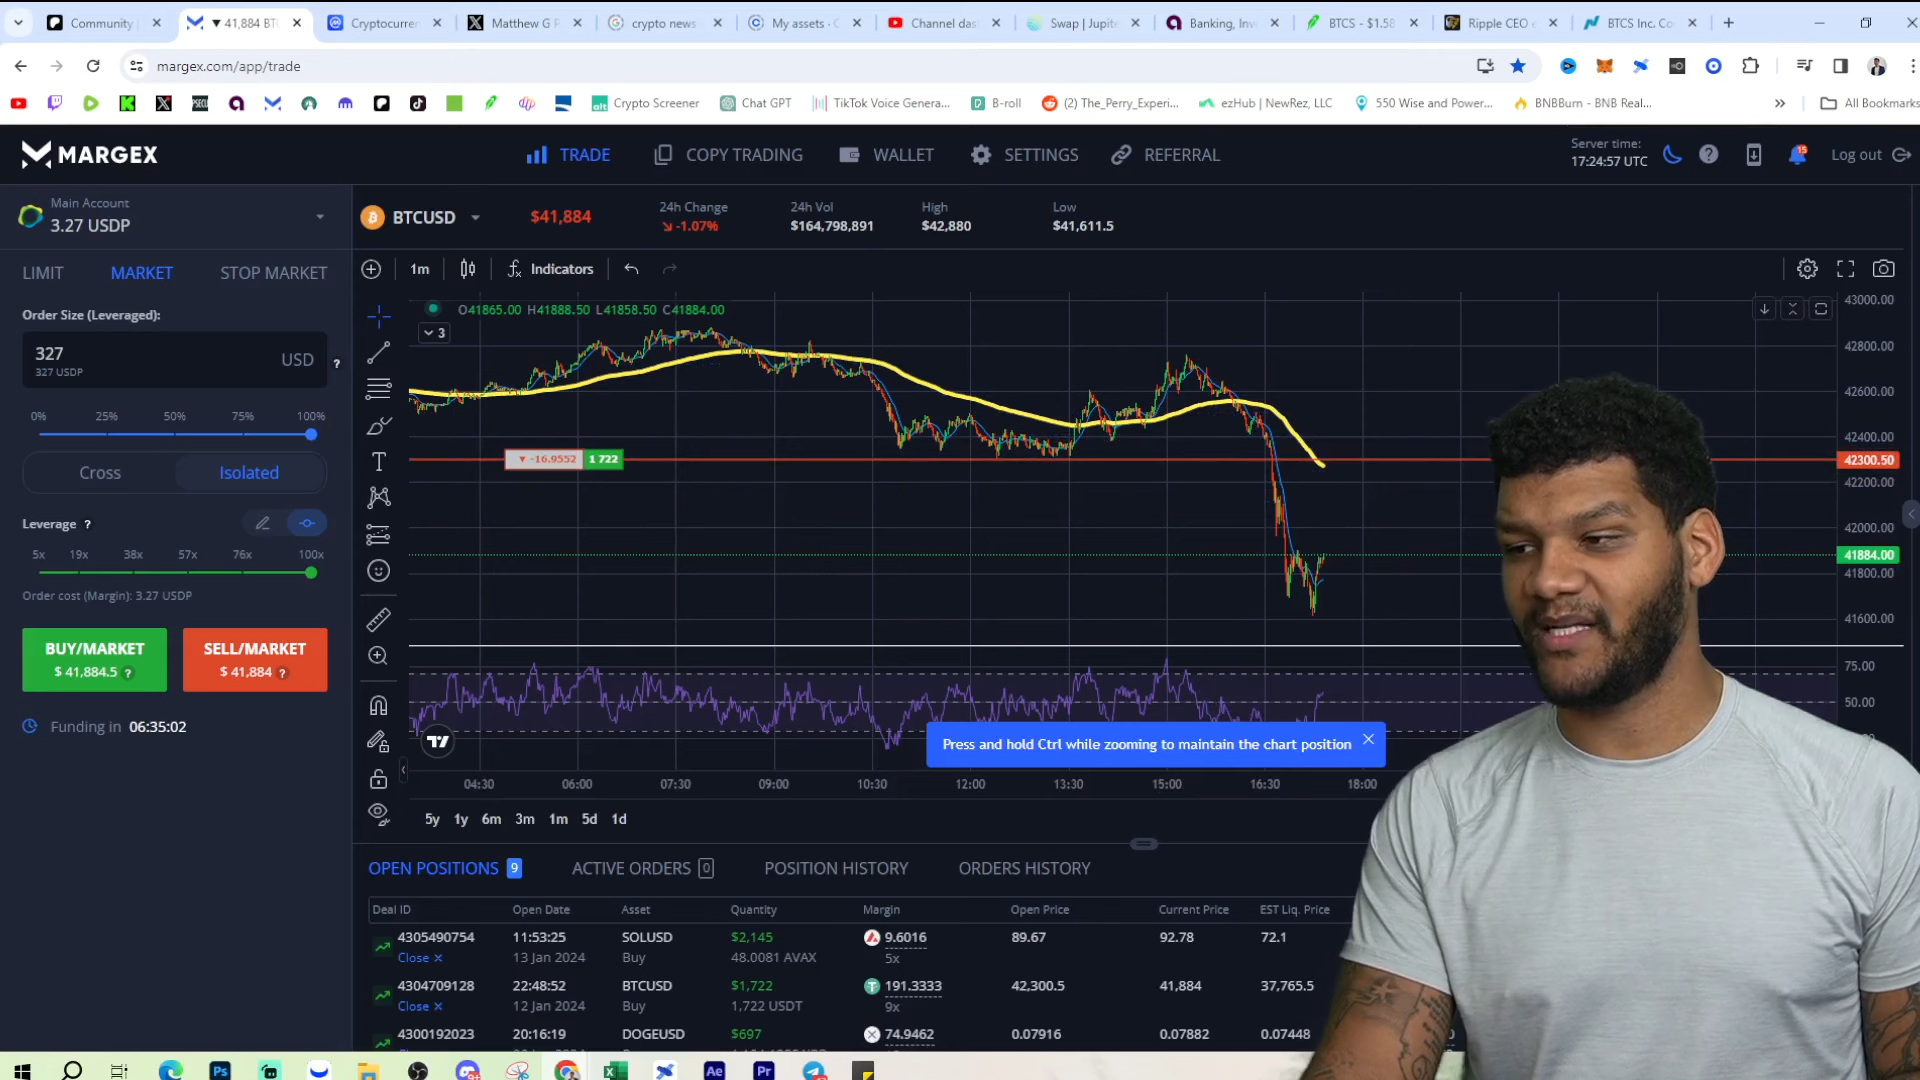 Community
▼ 41,884 BT
Cryptocurre
Matthew G P
crypto news
My assets - C
Channel das
Swap | Jupite
Banking, Inve
BTCS - $1.58
Ripple CEO e
BTCS Inc. Co
margex.com/app/trade
Crypto Screener
Chat GPT
TikTok Voice Genera...
B-roll
(2) The_Perry_Experi...
ezHub | NewRez, LLC
550 Wise and Power...
BNBBurn - BNB Real...
All Bookmarks
MARGEX
TRADE
COPY TRADING
WALLET
SETTINGS
REFERRAL
Server time:
17:24:57 UTC
15
Log out
Main Account
3.27 USDP
BTCUSD
$41,884
24h Change
-1.07%
24h Vol
$164,798,891
High
$42,880
Low
$41,611.5
LIMIT
MARKET
STOP MARKET
1m
Indicators
Order Size (Leveraged):
327
USD
327 USDP
0%
25%
50%
75%
100%
Cross
Isolated
Leverage
5x
19x
38x
57x
76x
100x
Order cost (Margin): 3.27 USDP
BUY/MARKET
$ 41,884.5
SELL/MARKET
$ 41,884
Funding in
06:35:02
O41865.00 H41888.50 L41858.50 C41884.00
3
-16.9552
1 722
43000.00
42800.00
42600.00
42400.00
42300.50
42200.00
42000.00
41884.00
41800.00
41600.00
75.00
50.00
Press and hold Ctrl while zooming to maintain the chart position
04:30
06:00
07:30
09:00
10:30
12:00
13:30
15:00
16:30
18:00
5y
1y
6m
3m
1m
5d
1d
OPEN POSITIONS
9
ACTIVE ORDERS
0
POSITION HISTORY
ORDERS HISTORY
Deal ID
Open Date
Asset
Quantity
Margin
Open Price
Current Price
EST Liq. Price
4305490754
11:53:25
SOLUSD
$2,145
9.6016
89.67
92.78
72.1
Close
13 Jan 2024
Buy
48.0081 AVAX
5x
4304709128
22:48:52
BTCUSD
$1,722
191.3333
42,300.5
41,884
37,765.5
Close
12 Jan 2024
Buy
1,722 USDT
9x
4300192023
20:16:19
DOGEUSD
$697
74.9462
0.07916
0.07882
0.07448